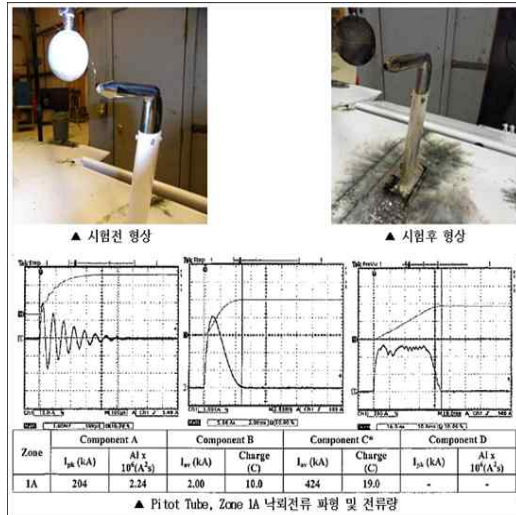 ▲ 시험전 형상
▲ 시험후 형상
Zone
Component A
Component B
Component C*
Component D
Ipk (kA)
AI x 10⁶(A²s)
Iav (kA)
Charge (C)
Iav (kA)
Charge (C)
Ipk (kA)
AI x 10⁶(A²s)
1A 204 2.24 2.00 10.0 424 19.0 - -
▲ Pitot Tube, Zone 1A 낙뢰전류 파형 및 전류량